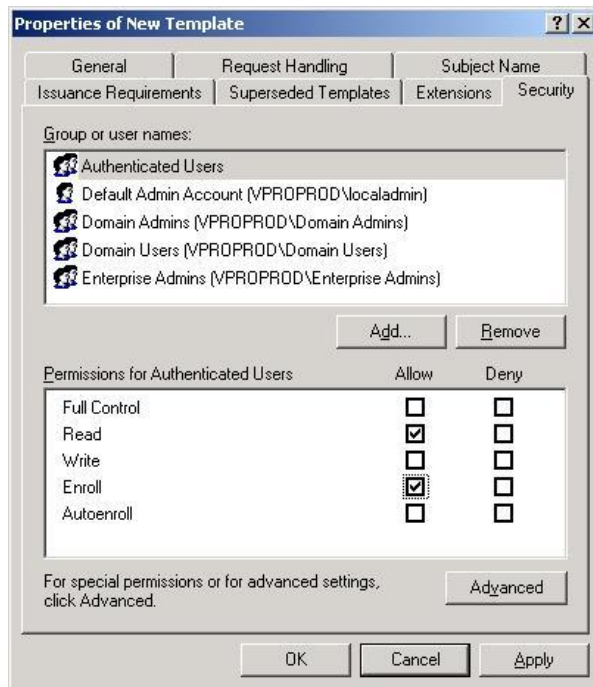 Properties of New Template
General Request Handling Subject Name
Issuance Requirements Superseded Templates Extensions Security
Group or user names:
Authenticated Users
Default Admin Account (VPROPROD\localadmin)
Domain Admins (VPROPROD\Domain Admins)
Domain Users (VPROPROD\Domain Users)
Enterprise Admins (VPROPROD\Enterprise Admins)
Add... Remove
Permissions for Authenticated Users Allow Deny
Full Control
Read
Write
Enroll
Autoenroll
For special permissions or for advanced settings,
click Advanced.
Advanced
OK Cancel Apply